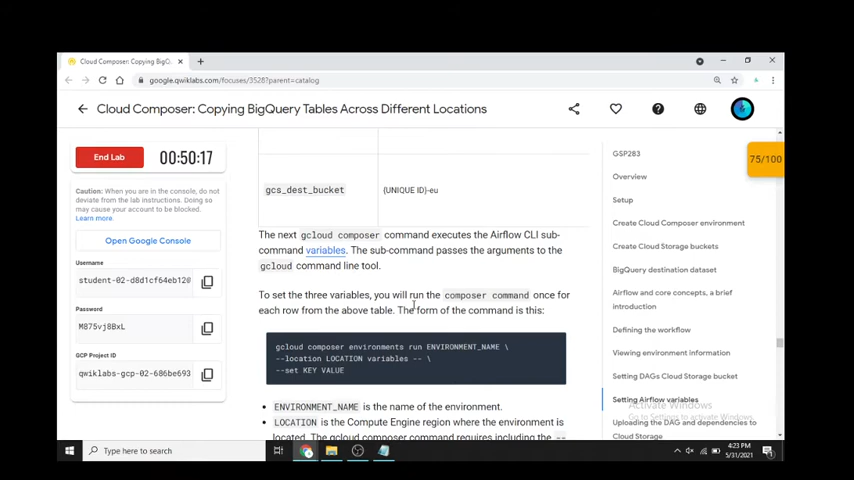 Cloud Composer: Copying BigQ
google.qwiklabs.com/focuses/3528?parent=catalog
Cloud Composer: Copying BigQuery Tables Across Different Locations
End Lab
00:50:17
Caution: When you are in the console, do not
deviate from the lab instructions. Doing so
may cause your account to be blocked.
Learn more.
Open Google Console
Username
student-02-d8d1cf64eb120
Password
M875vj8BxL
GCP Project ID
qwiklabs-gcp-02-686be693
gcs_dest_bucket
{UNIQUE ID}-eu
The next gcloud composer command executes the Airflow CLI sub-
command variables. The sub-command passes the arguments to the
gcloud command line tool.
To set the three variables, you will run the composer command once for
each row from the above table. The form of the command is this:
gcloud composer environments run ENVIRONMENT_NAME \
--location LOCATION variables -- \
--set KEY VALUE
• ENVIRONMENT_NAME is the name of the environment.
• LOCATION is the Compute Engine region where the environment is
located. The gcloud composer command requires including the --
GSP283
75/100
Overview
Setup
Create Cloud Composer environment
Create Cloud Storage buckets
BigQuery destination dataset
Airflow and core concepts, a brief
introduction
Defining the workflow
Viewing environment information
Setting DAGs Cloud Storage bucket
Setting Airflow variables
Uploading the DAG and dependencies to
Cloud Storage
Activate Windows
Go to Settings to activate Windows.
Type here to search
4:23 PM
5/31/2021